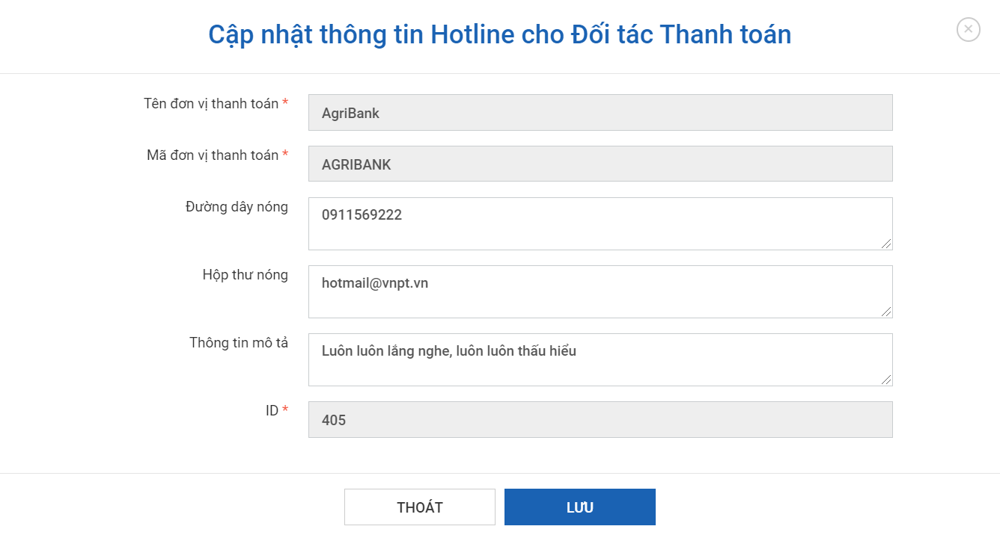 Cập nhật thông tin Hotline cho Đối tác Thanh toán
Tên đơn vị thanh toán *
AgriBank
Mã đơn vị thanh toán *
AGRIBANK
Đường dây nóng
0911569222
Hộp thư nóng
hotmail@vnpt.vn
Thông tin mô tả
Luôn luôn lắng nghe, luôn luôn thấu hiểu
ID *
405
THOÁT
LƯU